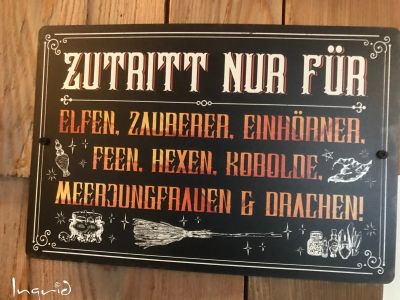 ZUTRITT NUR FÜR
ELFEN, ZAUBERER, EINHÖRNER,
FEEN, HEXEN, KOBOLDE,
MEERJUNGFRAUEN & DRACHEN!
Ingrid